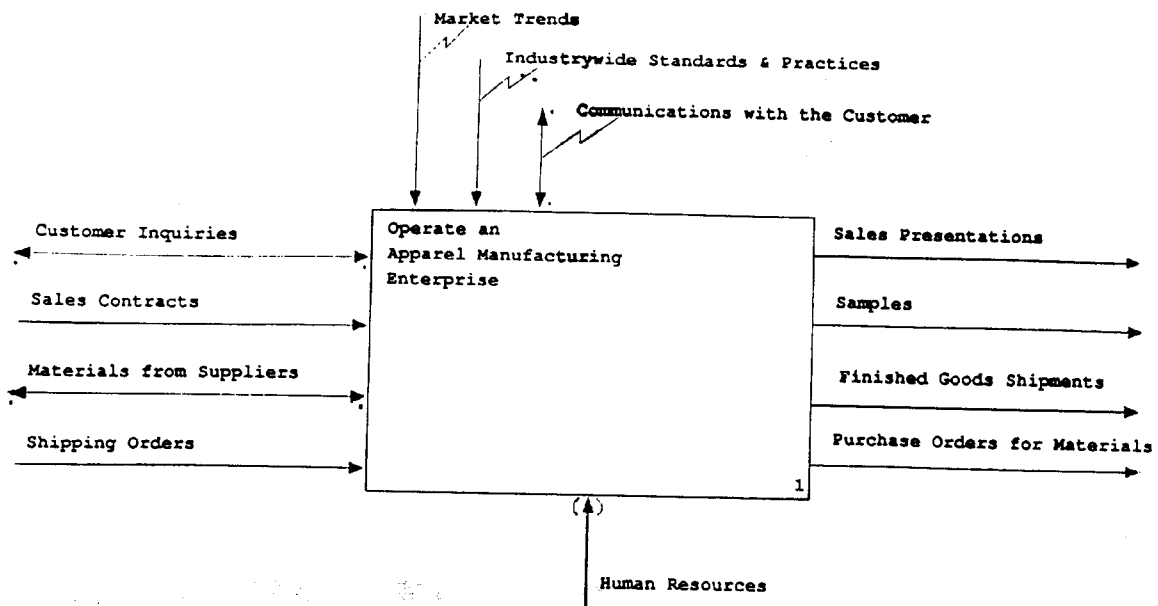 Market Trends
Industrywide Standards & Practices
Communications with the Customer
Customer Inquiries
Sales Contracts
Materials from Suppliers
Shipping Orders
Operate an
Apparel Manufacturing
Enterprise
1
Sales Presentations
Samples
Finished Goods Shipments
Purchase Orders for Materials
Human Resources